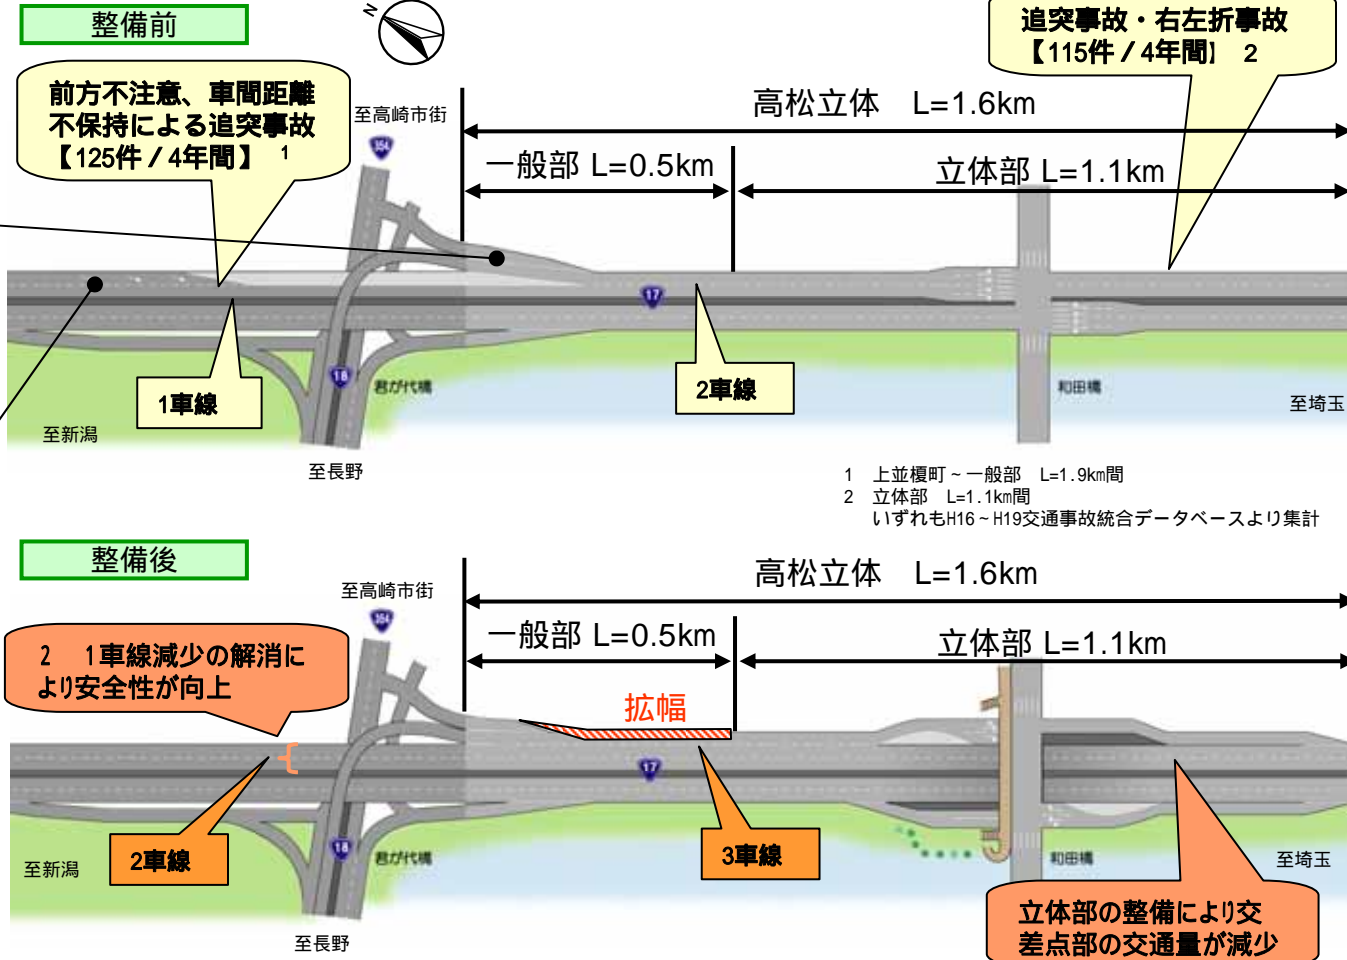 整備前
N
追突事故・右左折事故
【115件/4年間】 2
前方不注意、車間距離
不保持による追突事故
【125件/4年間】 1
至高崎市街
354
高松立体 L=1.6km
一般部 L=0.5km
立体部 L=1.1km
17
18
君が代橋
1車線
2車線
和田橋
至埼玉
至新潟
至長野
1 上並榎町~一般部 L=1.9km間
2 立体部 L=1.1km間
いずれもH16~H19交通事故統合データベースより集計
整備後
至高崎市街
354
高松立体 L=1.6km
一般部 L=0.5km
立体部 L=1.1km
2 1車線減少の解消に
より安全性が向上
拡幅
17
18
君が代橋
2車線
3車線
和田橋
至埼玉
至新潟
至長野
立体部の整備により交
差点部の交通量が減少